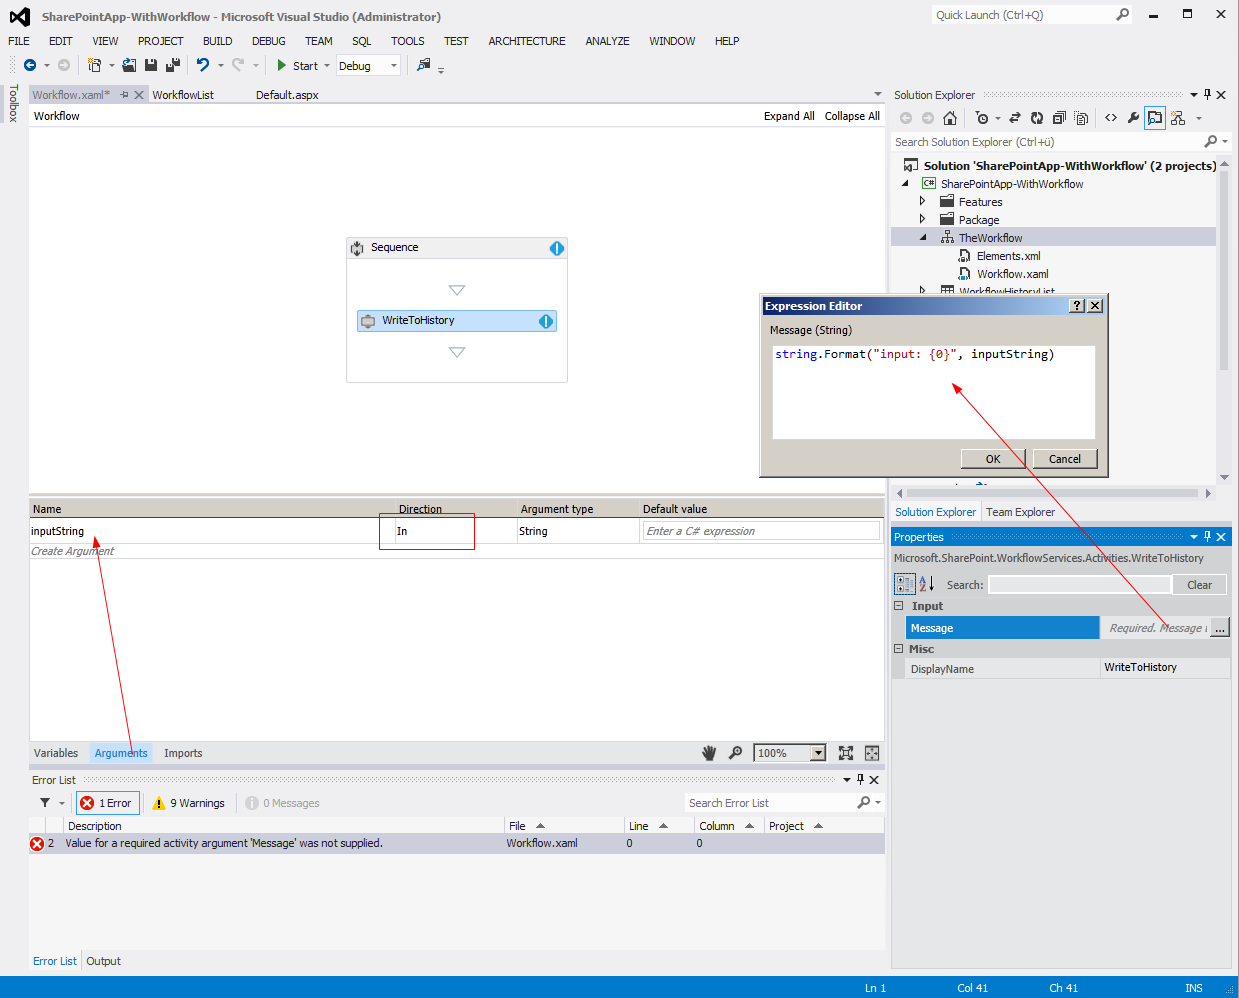 SharePointApp-WithWorkflow - Microsoft Visual Studio (Administrator)
Quick Launch (Ctrl+Q)
FILE EDIT VIEW PROJECT BUILD DEBUG TEAM SQL TOOLS TEST ARCHITECTURE ANALYZE WINDOW HELP
Start Debug
Toolbox
Workflow.xaml* WorkflowList Default.aspx
Workflow Expand All Collapse All
Sequence
WriteToHistory
Solution Explorer
Search Solution Explorer (Ctrl+ü)
Solution 'SharePointApp-WithWorkflow' (2 projects)
C# SharePointApp-WithWorkflow
Features
Package
TheWorkflow
Elements.xml
Workflow.xaml
WorkflowHistoryList
Expression Editor
Message (String)
string.Format("input: {0}", inputString)
OK Cancel
Solution Explorer Team Explorer
Name Direction Argument type Default value
inputString In String Enter a C# expression
Create Argument
Variables Arguments Imports 100%
Properties
Microsoft.SharePoint.WorkflowServices.Activities.WriteToHistory
Search: Clear
Input
Message Required. Message ...
Misc
DisplayName WriteToHistory
Error List
1 Error 9 Warnings 0 Messages Search Error List
Description File Line Column Project
2 Value for a required activity argument 'Message' was not supplied. Workflow.xaml 0 0
Error List Output
Ln 1 Col 41 Ch 41 INS